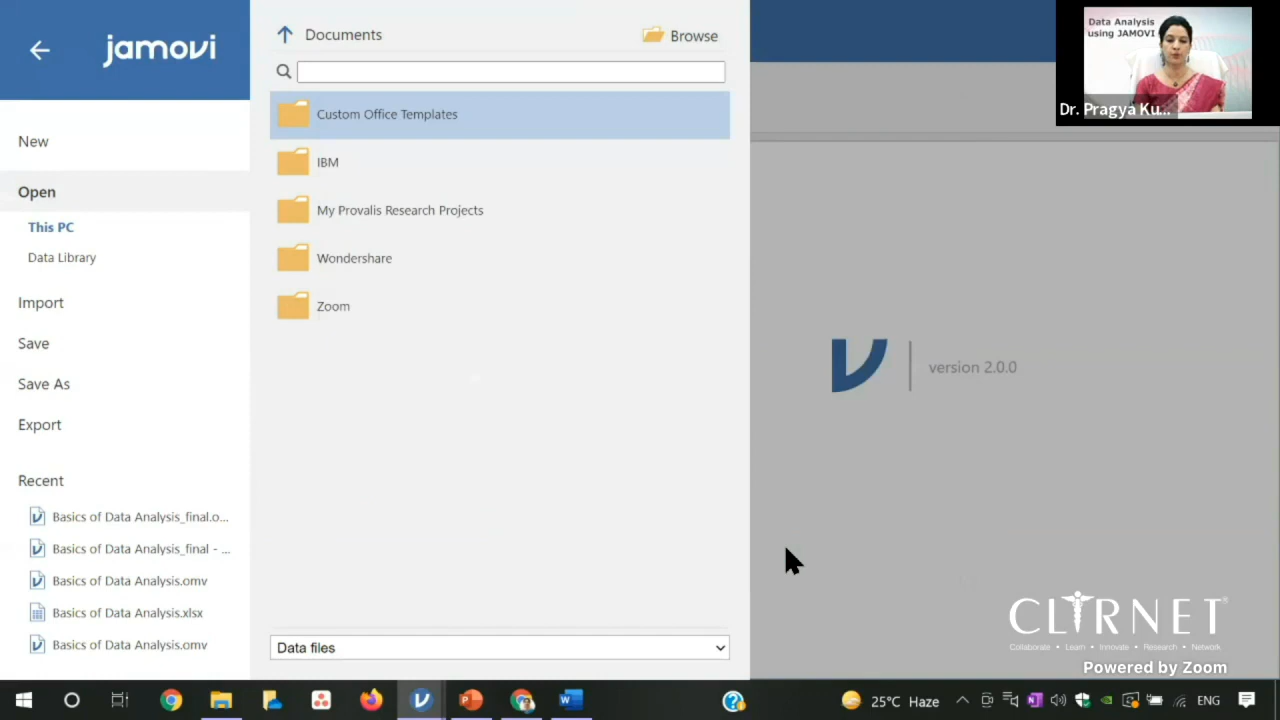 jamovi
New
Open
This PC
Data Library
Import
Save
Save As
Export
Recent
Basics of Data Analysis_final.o...
Basics of Data Analysis_final - ...
Basics of Data Analysis.omv
Basics of Data Analysis.xlsx
Basics of Data Analysis.omv
Documents
Browse
Custom Office Templates
IBM
My Provalis Research Projects
Wondershare
Zoom
Data files
version 2.0.0
Data Analysis
using JAMOVI
Dr. Pragya Ku...
CLIRNET®
Collaborate • Learn • Innovate • Research • Network
Powered by Zoom
25°C Haze
ENG